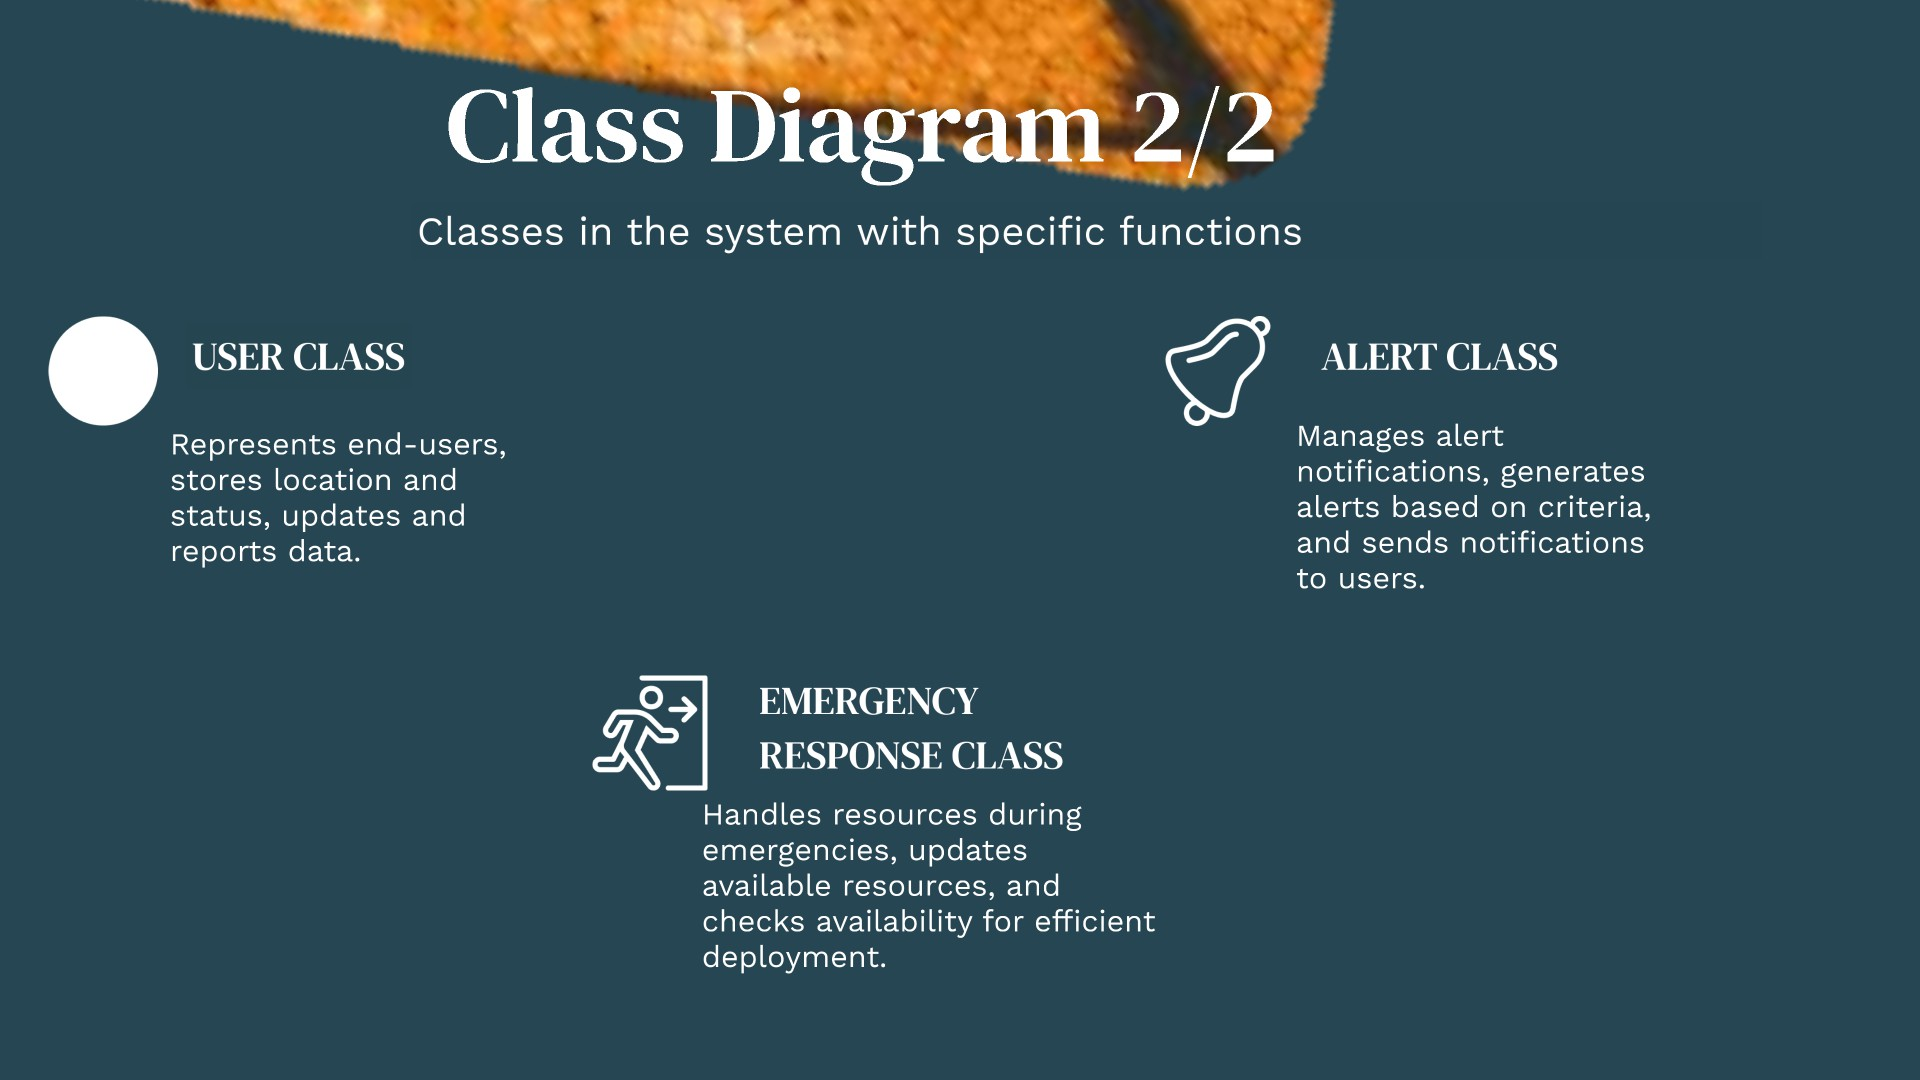 Class Diagram 2/2
Classes in the system with specific functions
USER CLASS
Represents end-users,
stores location and
status, updates and
reports data.
ALERT CLASS
Manages alert
notifications, generates
alerts based on criteria,
and sends notifications
to users.
EMERGENCY
RESPONSE CLASS
Handles resources during
emergencies, updates
available resources, and
checks availability for efficient
deployment.